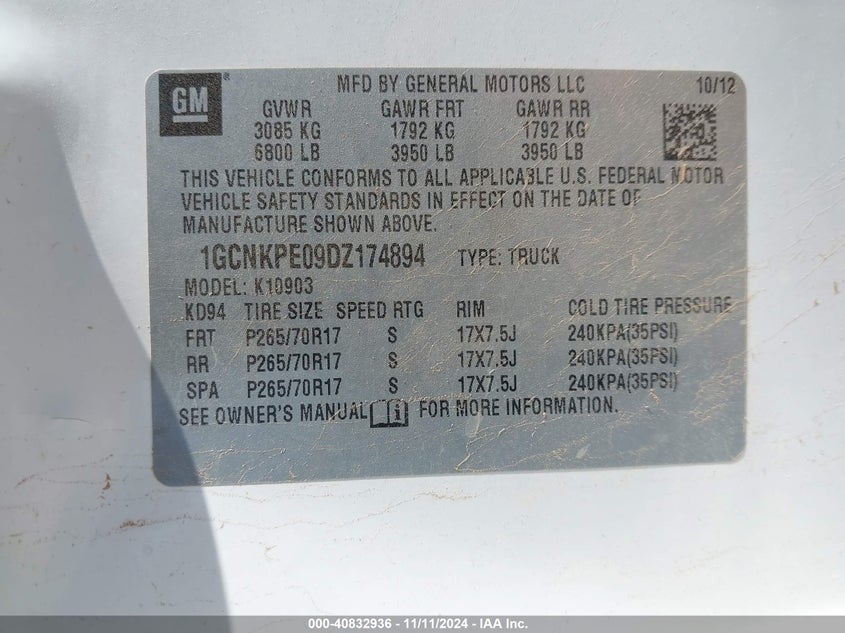 GM ®
MFD BY GENERAL MOTORS LLC 10/12
GVWR GAWR FRT GAWR RR
3085 KG 1792 KG 1792 KG
6800 LB 3950 LB 3950 LB
THIS VEHICLE CONFORMS TO ALL APPLICABLE U.S. FEDERAL MOTOR
VEHICLE SAFETY STANDARDS IN EFFECT ON THE DATE OF
MANUFACTURE SHOWN ABOVE.
1GCNKPE09DZ174894 TYPE: TRUCK
MODEL: K10903
KD94 TIRE SIZE SPEED RTG RIM COLD TIRE PRESSURE
FRT P265/70R17 S 17X7.5J 240KPA(35PSI)
RR P265/70R17 S 17X7.5J 240KPA(35PSI)
SPA P265/70R17 S 17X7.5J 240KPA(35PSI)
SEE OWNER'S MANUAL i FOR MORE INFORMATION.
000-40832936 - 11/11/2024 - IAA Inc.